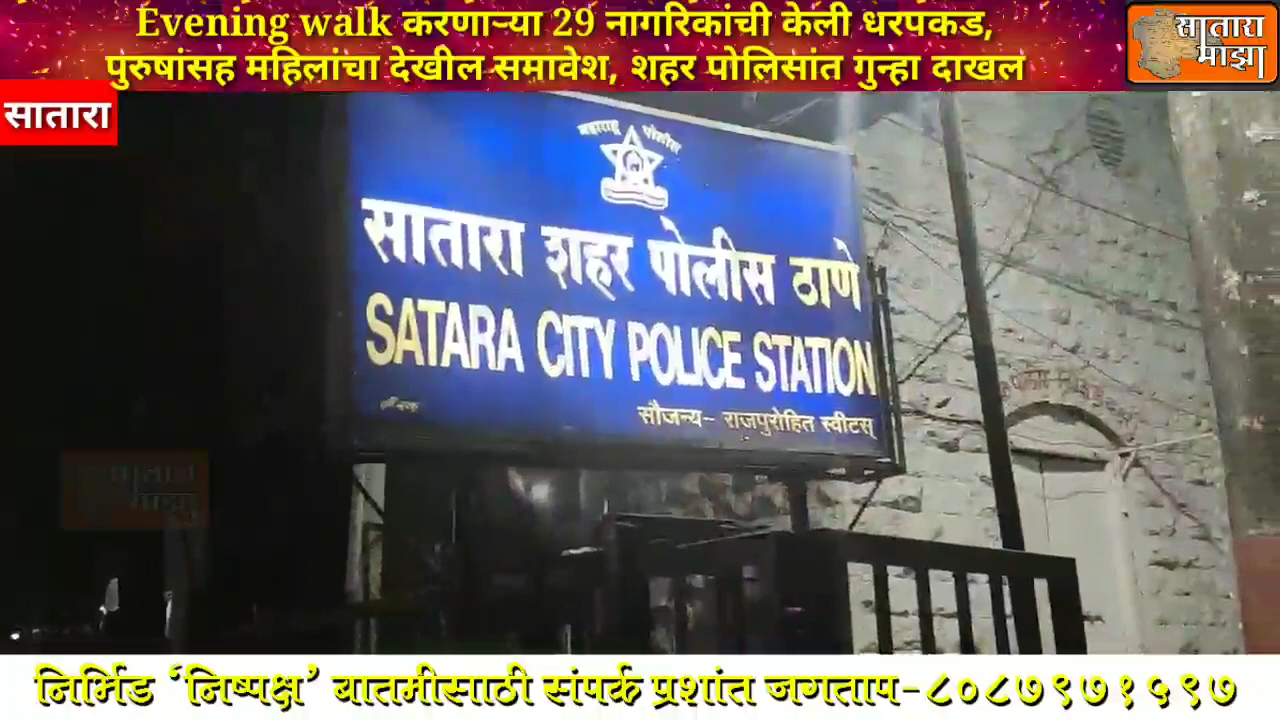 Evening walk करणाऱ्या 29 नागरिकांची केली धरपकड,
पुरुषांसह महिलांचा देखील समावेश, शहर पोलिसांत गुन्हा दाखल
सातारा
माझा
सातारा
महाराष्ट्र पोलीस
सातारा शहर पोलीस ठाणे
SATARA CITY POLICE STATION
सौजन्य- राजपुरोहित स्वीटस्
सातारा
माझा
निर्भिड ‘निष्पक्ष’ बातमीसाठी संपर्क प्रशांत जगताप-८०८७९७१५९७